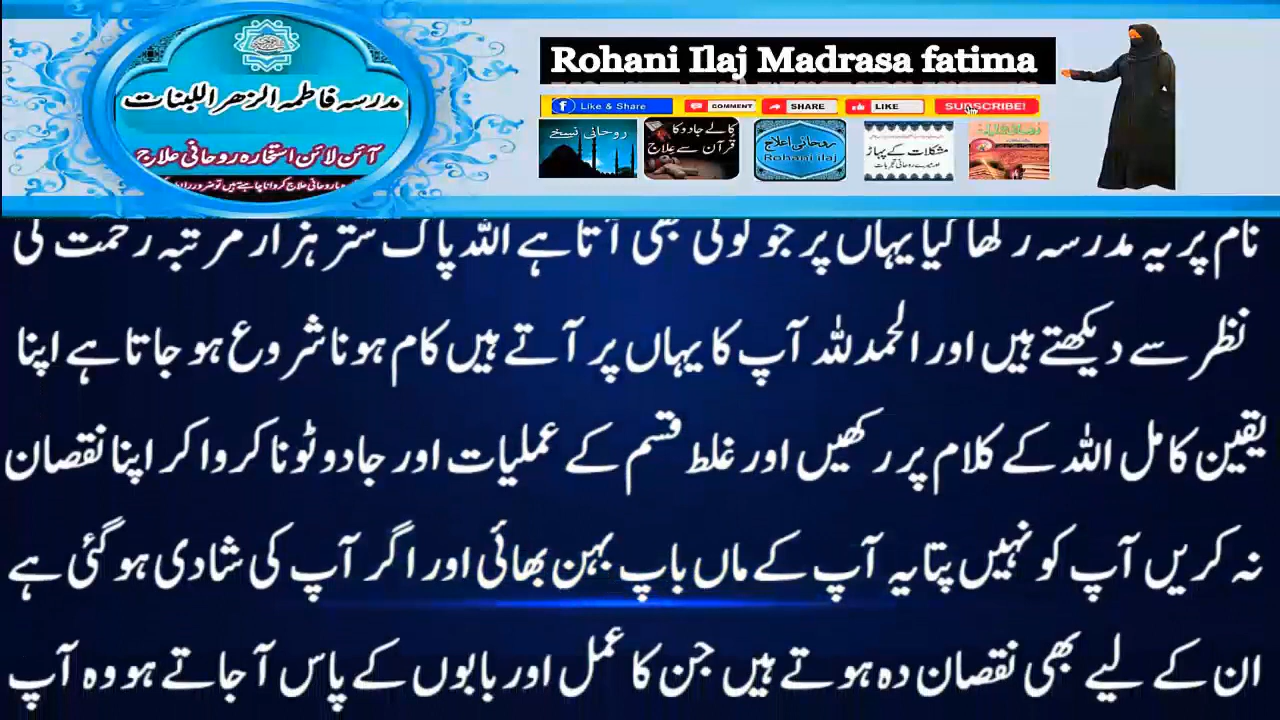 مدرسہ فاطمہ الزھرا للبنات
آئن لائن استخارہ روحانی علاج
Rohani Ilaj Madrasa fatima
Like & Share
COMMENT
SHARE
LIKE
SUBSCRIBE!
روحانی نسخ
کالے جادو کا
قرآن سے علاج
روحانی علاج
Rohani ilaj
مشکلات کے پہاڑ
نام پر یہ مدرسہ رکھا گیا یہاں پر جو کوئی بھی آتا ہے اللہ پاک ستر ہزار مرتبہ رحمت کی
نظر سے دیکھتے ہیں اور الحمدللہ آپ کا یہاں پر آتے ہیں کام ہونا شروع ہو جاتا ہے اپنا
یقین کامل اللہ کے کلام پر رکھیں اور غلط قسم کے عملیات اور جادو ٹونا کروا کر اپنا نقصان
نہ کریں آپ کو نہیں پتا یہ آپ کے ماں باپ بہن بھائی اور اگر آپ کی شادی ہو گئی ہے
ان کے لیے بھی نقصان دہ ہوتے ہیں جن کا عمل اور بابوں کے پاس آ جاتے ہو وہ آپ